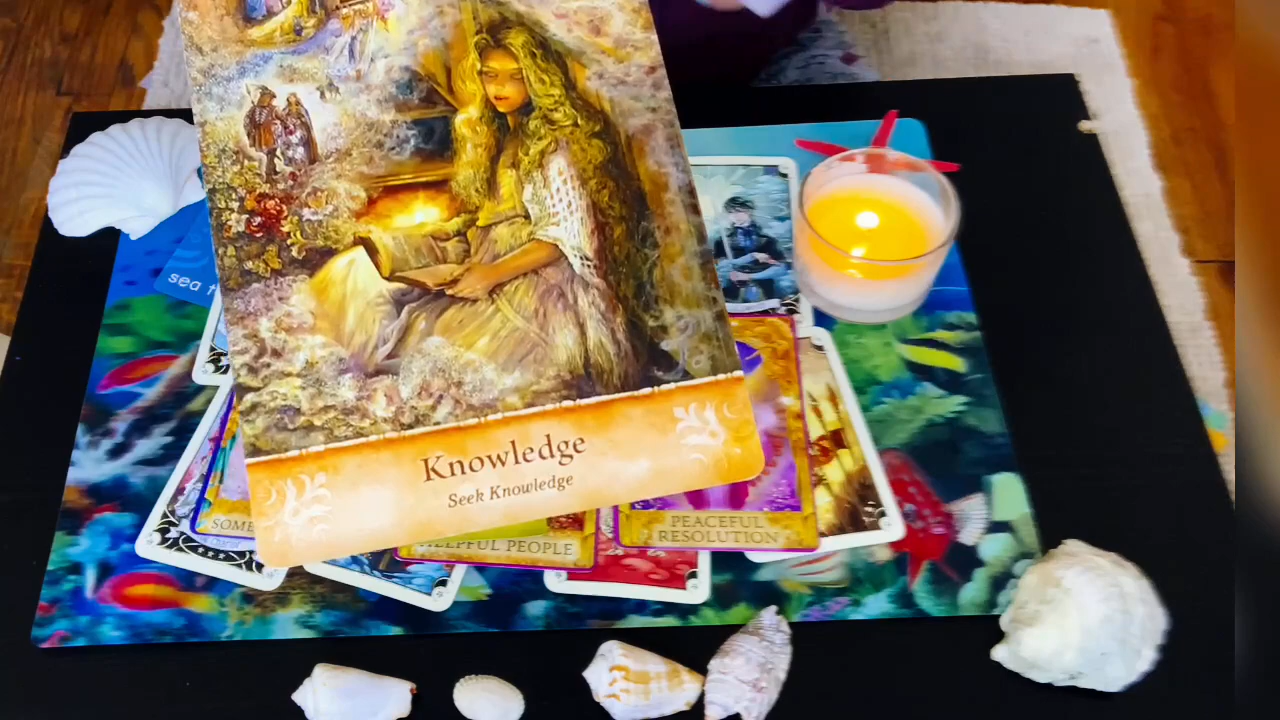 sea
Knowledge
Seek Knowledge
SOME
HELPFUL PEOPLE
PEACEFUL
RESOLUTION